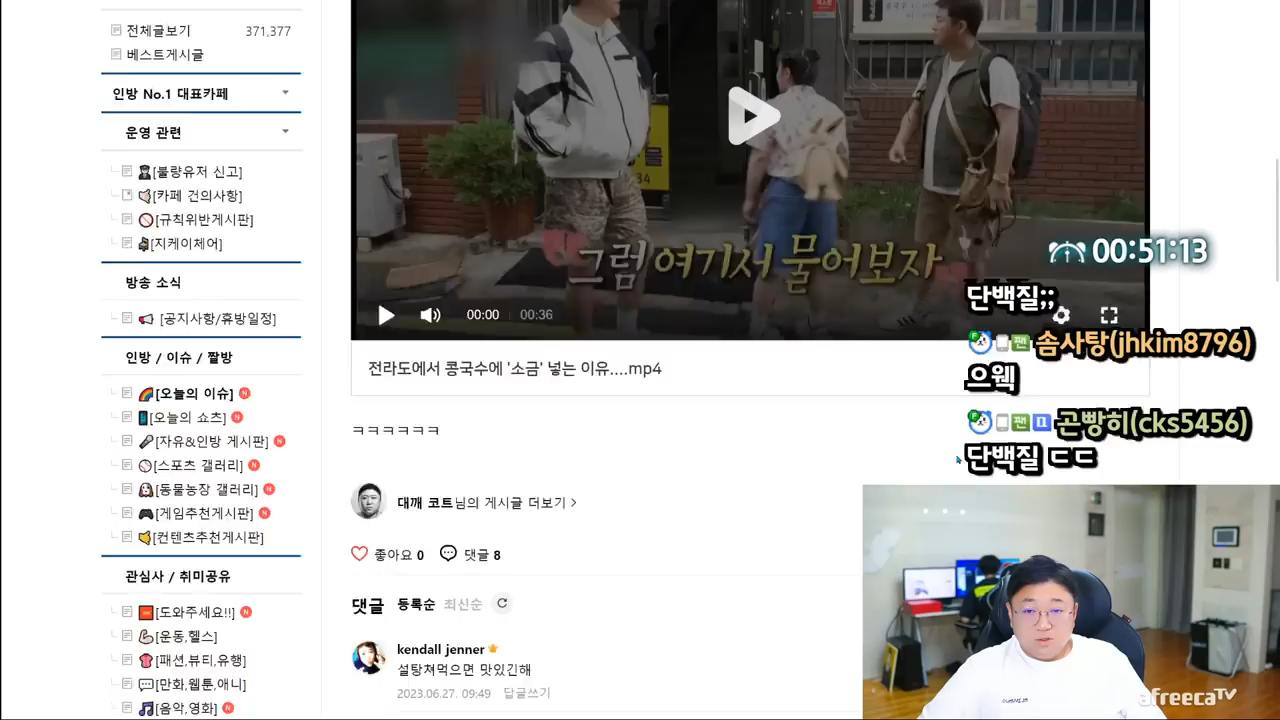 전체글보기 371,377
베스트게시글
인방 No.1 대표카페
운영 관련
[불량유저 신고]
[카페 건의사항]
[규칙위반게시판]
[지케이체어]
방송 소식
[공지사항/휴방일정]
인방 / 이슈 / 짤방
[오늘의 이슈] N
[오늘의 쇼츠] N
[자유&인방 게시판] N
[스포츠 갤러리] N
[동물농장 갤러리] N
[게임추천게시판] N
[컨텐츠추천게시판]
관심사 / 취미공유
[도와주세요!!] N
[운동,헬스]
[패션,뷰티,유행]
[만화,웹툰,애니]
[음악,영화] N
그럼 여기서 물어보자
00:00 00:36
전라도에서 콩국수에 '소금' 넣는 이유....mp4
ㅋㅋㅋㅋㅋㅋ
대깨 코트님의 게시글 더보기 >
좋아요 0 댓글 8
댓글 등록순 최신순
kendall jenner
설탕쳐먹으면 맛있긴해
2023.06.27. 09:49 답글쓰기
00:51:13
단백질;;
F 팬 솜사탕(jhkim8796)
으웩
F 팬 n 곤빵히(cks5456)
단백질 ㄷㄷ
afreecaTV